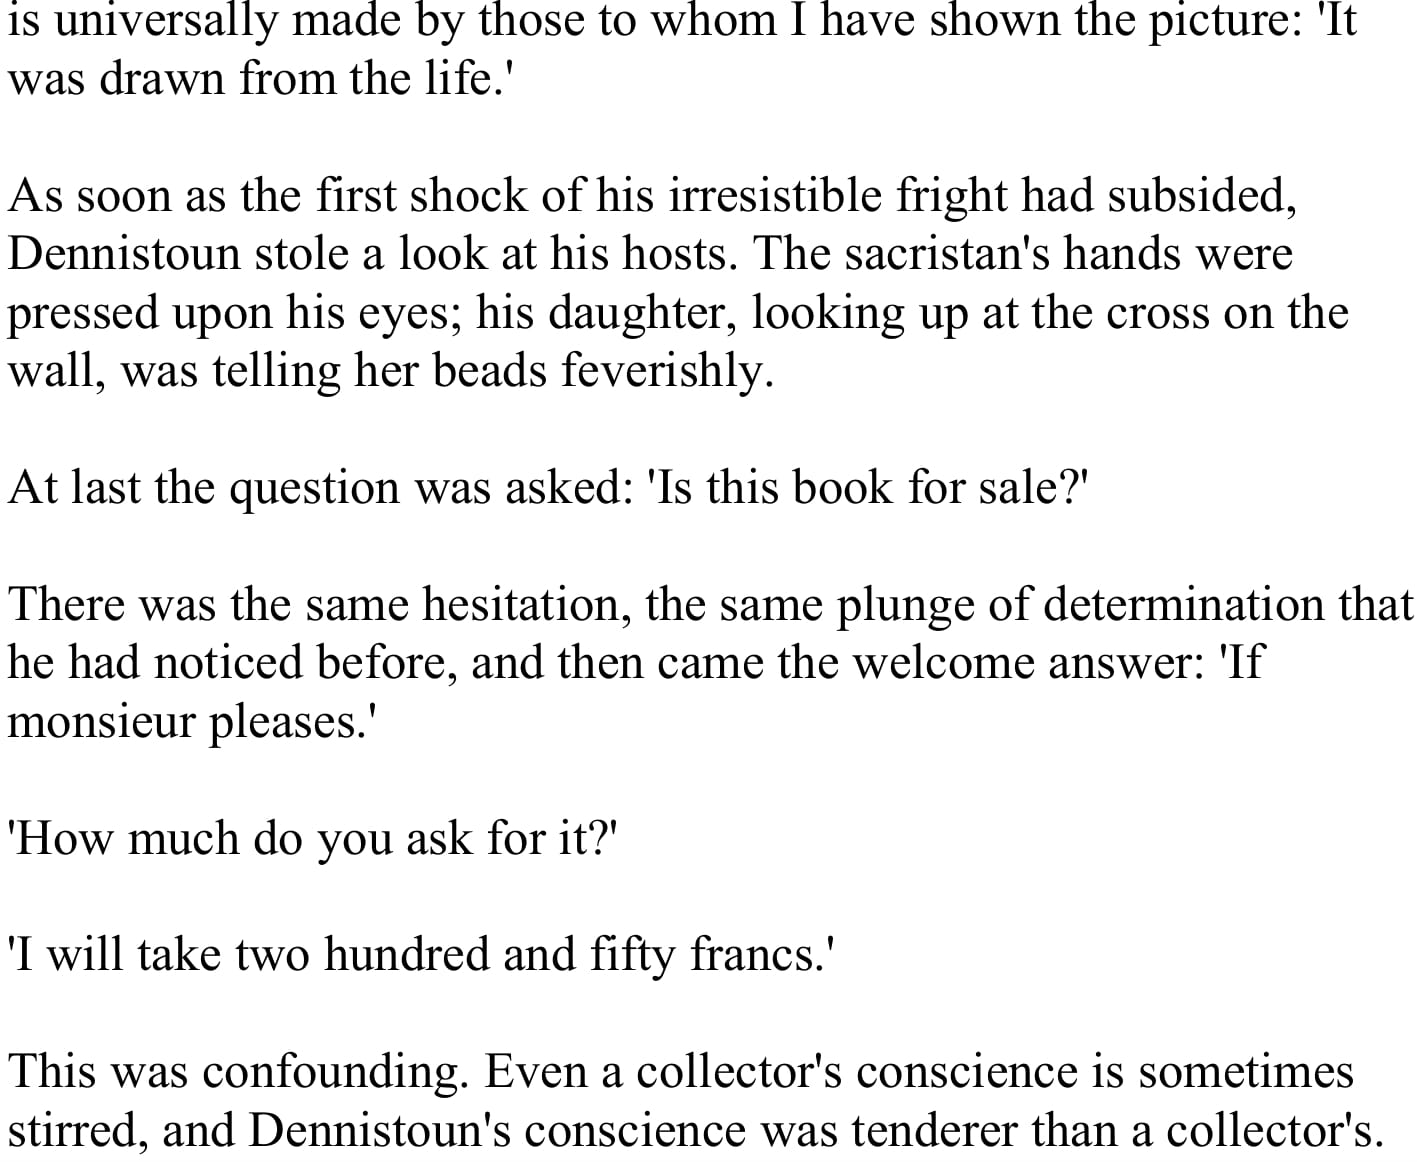 is universally made by those to whom I have shown the picture: 'It
was drawn from the life.'
As soon as the first shock of his irresistible fright had subsided,
Dennistoun stole a look at his hosts. The sacristan's hands were
pressed upon his eyes; his daughter, looking up at the cross on the
wall, was telling her beads feverishly.
At last the question was asked: 'Is this book for sale?'
There was the same hesitation, the same plunge of determination that
he had noticed before, and then came the welcome answer: 'If
monsieur pleases.'
'How much do you ask for it?'
'I will take two hundred and fifty francs.'
This was confounding. Even a collector's conscience is sometimes
stirred, and Dennistoun's conscience was tenderer than a collector's.